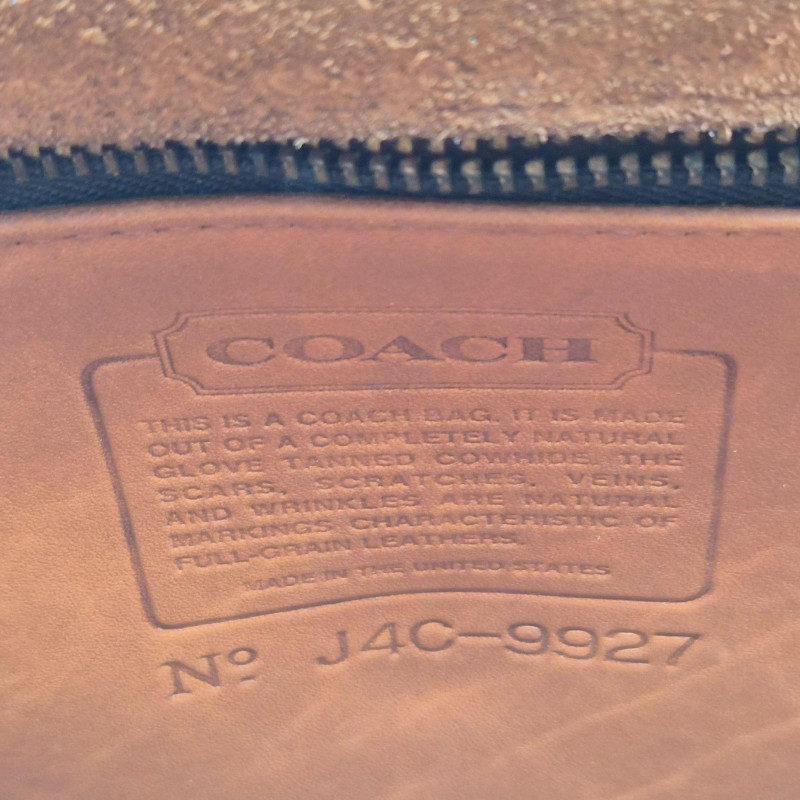 COACH
THIS IS A COACH BAG. IT IS MADE
OUT OF A COMPLETELY NATURAL
GLOVE TANNED COWHIDE. THE
SCARS, SCRATCHES, VEINS,
AND WRINKLES ARE NATURAL
MARKINGS CHARACTERISTIC OF
FULL-GRAIN LEATHERS.
MADE IN THE UNITED STATES
Nº J4C-9927